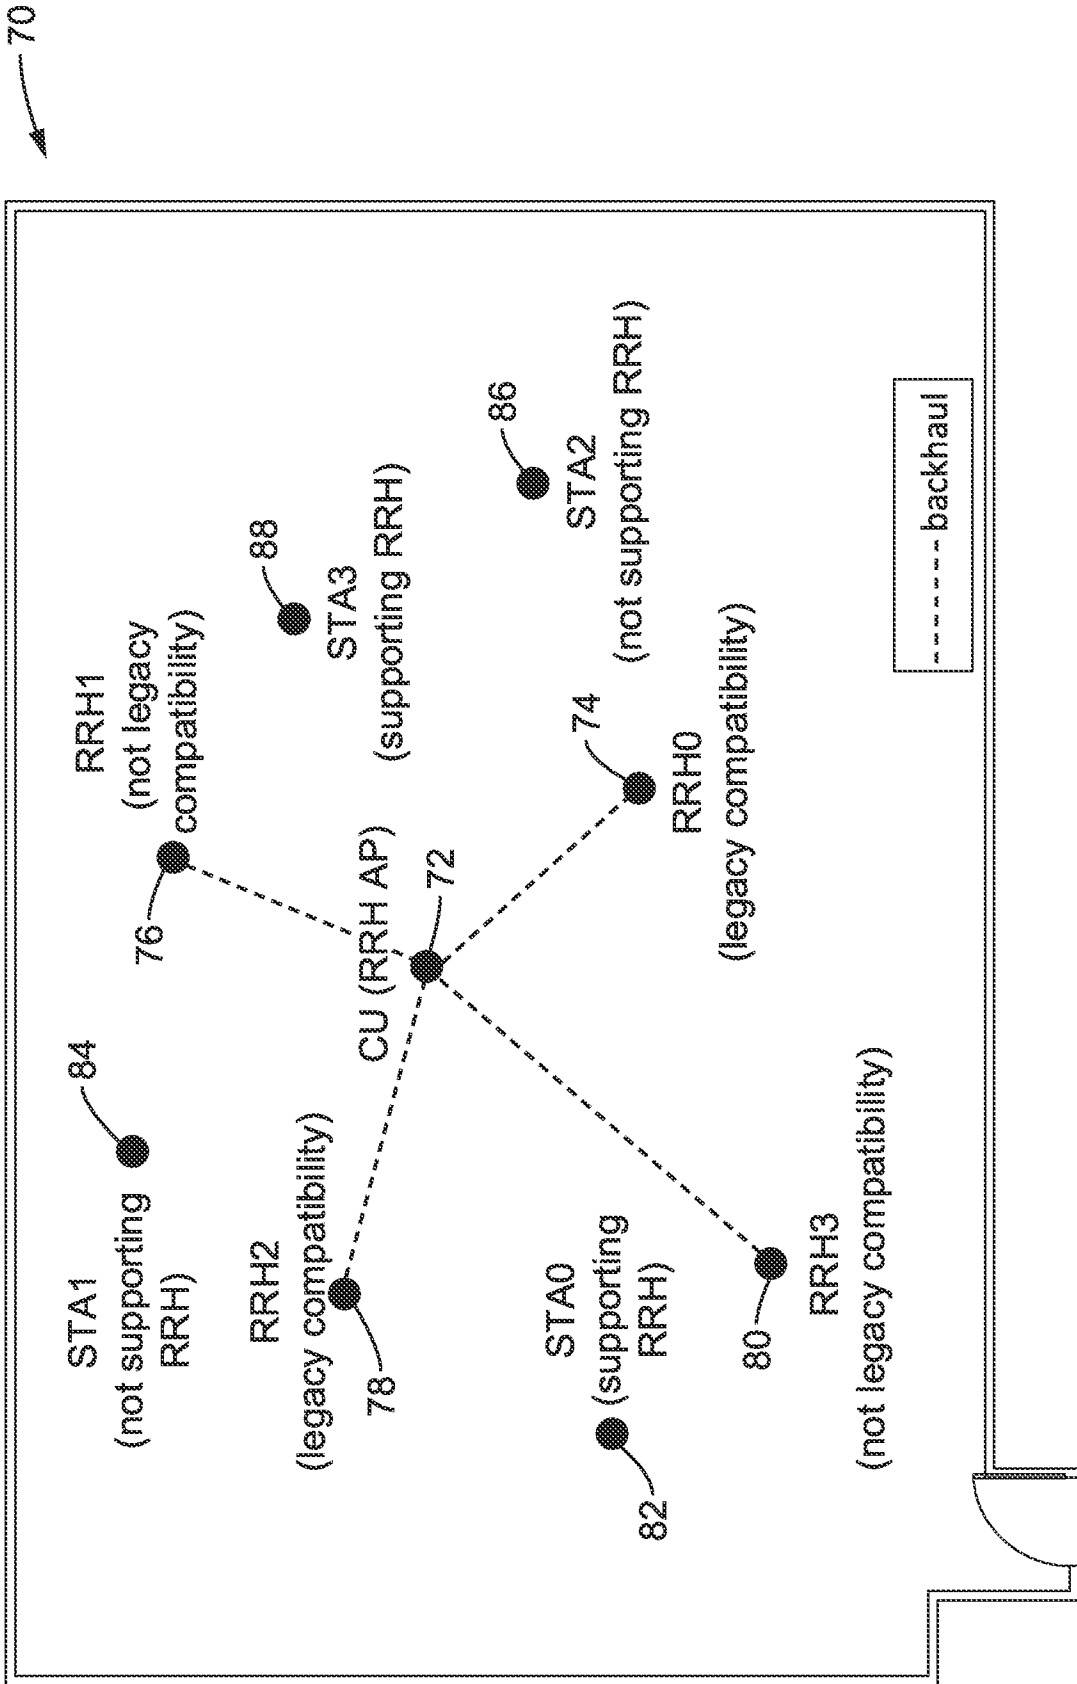 70
STA1
(not supporting
RRH)
84
RRH1
(not legacy
compatibility)
76
88
STA3
(supporting RRH)
RRH2
(legacy compatibility)
78
CU (RRH AP)
72
86
STA2
(not supporting RRH)
STA0
(supporting
RRH)
82
74
RRH0
(legacy compatibility)
80
RRH3
(not legacy compatibility)
backhaul